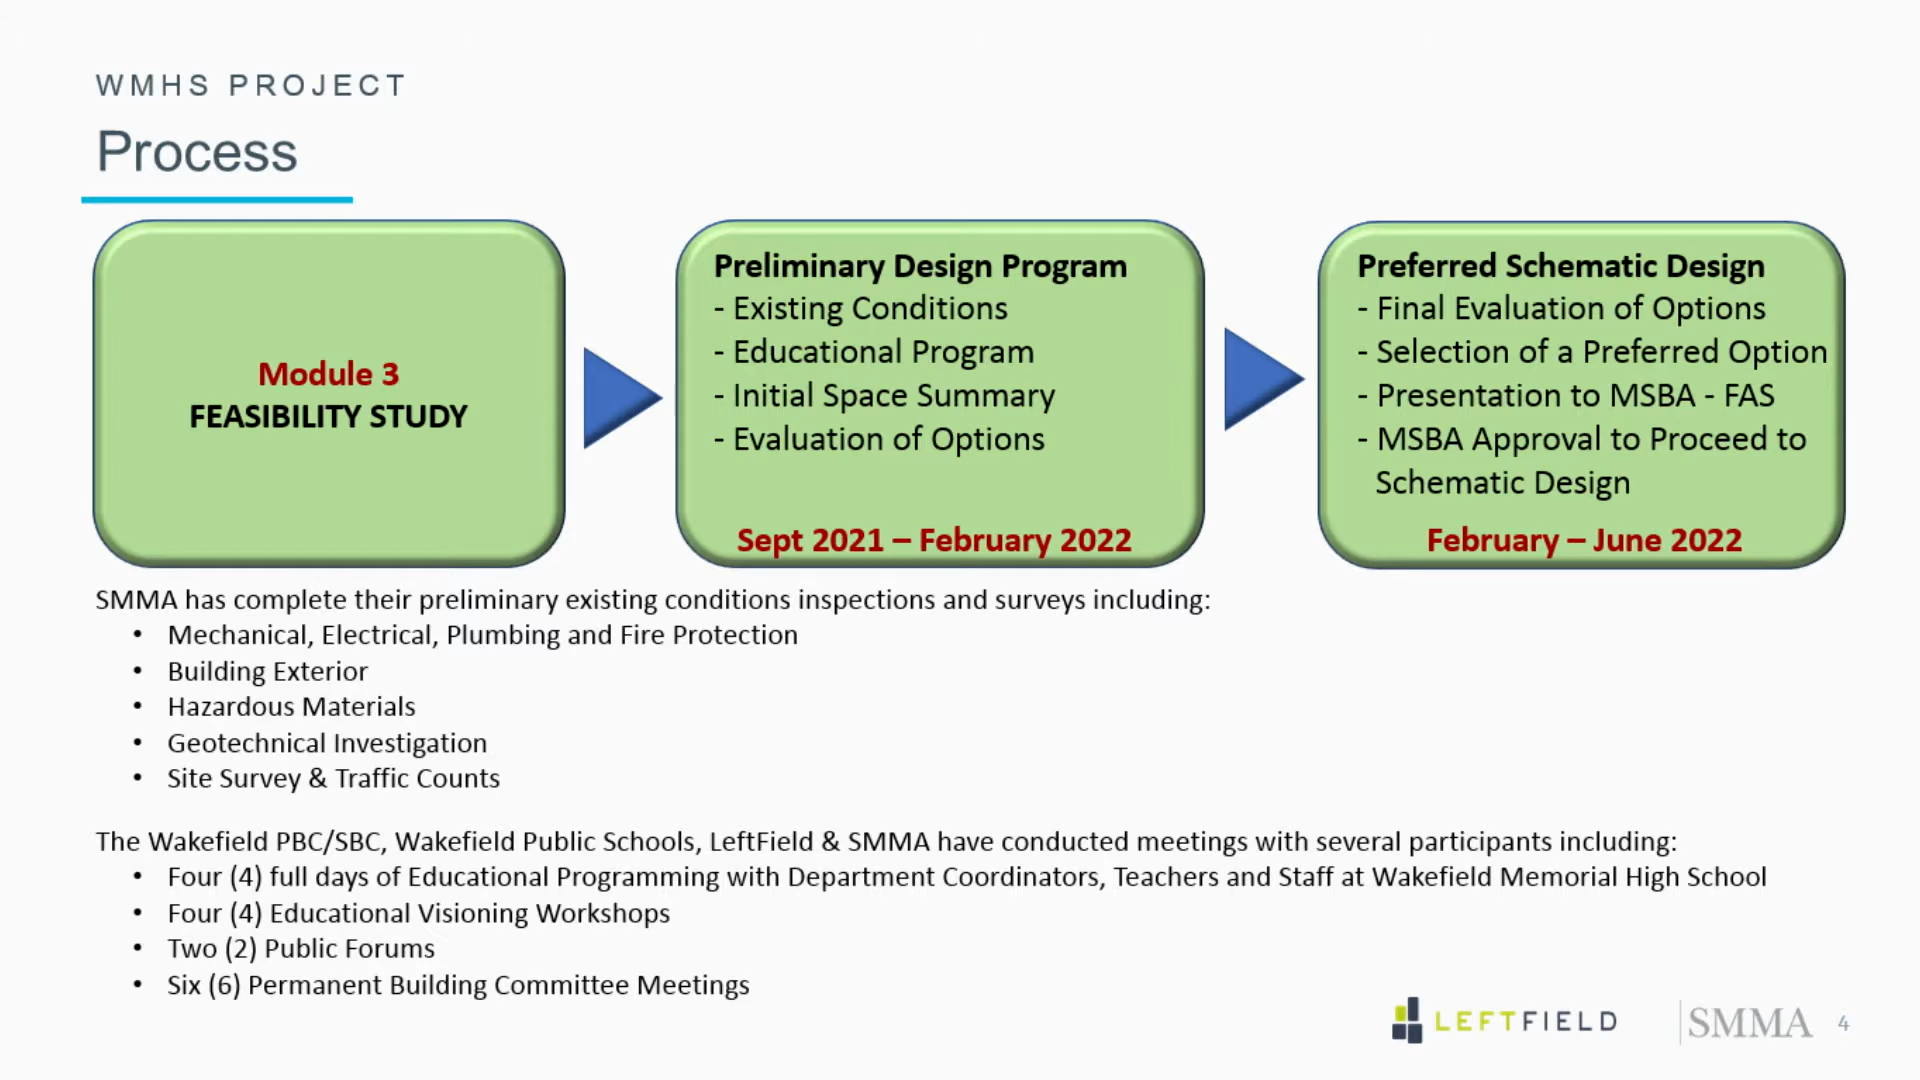 WMHS PROJECT
Process
Module 3
FEASIBILITY STUDY
Preliminary Design Program
- Existing Conditions
- Educational Program
- Initial Space Summary
- Evaluation of Options
Sept 2021 – February 2022
Preferred Schematic Design
- Final Evaluation of Options
- Selection of a Preferred Option
- Presentation to MSBA - FAS
- MSBA Approval to Proceed to
Schematic Design
February – June 2022
SMMA has complete their preliminary existing conditions inspections and surveys including:
• Mechanical, Electrical, Plumbing and Fire Protection
• Building Exterior
• Hazardous Materials
• Geotechnical Investigation
• Site Survey & Traffic Counts
The Wakefield PBC/SBC, Wakefield Public Schools, LeftField & SMMA have conducted meetings with several participants including:
• Four (4) full days of Educational Programming with Department Coordinators, Teachers and Staff at Wakefield Memorial High School
• Four (4) Educational Visioning Workshops
• Two (2) Public Forums
• Six (6) Permanent Building Committee Meetings
LEFTFIELD
SMMA
4